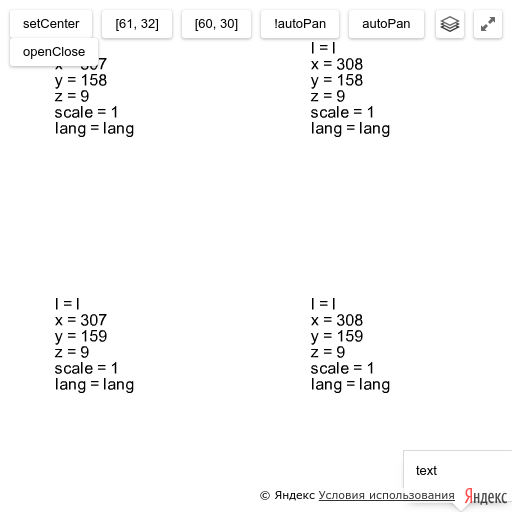 setCenter
[61, 32]
[60, 30]
!autoPan
autoPan
openClose
l = l
x = 308
y = 158
z = 9
scale = 1
lang = lang
x = 307
y = 158
z = 9
scale = 1
lang = lang
l = l
x = 307
y = 159
z = 9
scale = 1
lang = lang
l = l
x = 308
y = 159
z = 9
scale = 1
lang = lang
text
© Яндекс Условия использования
Яндекс